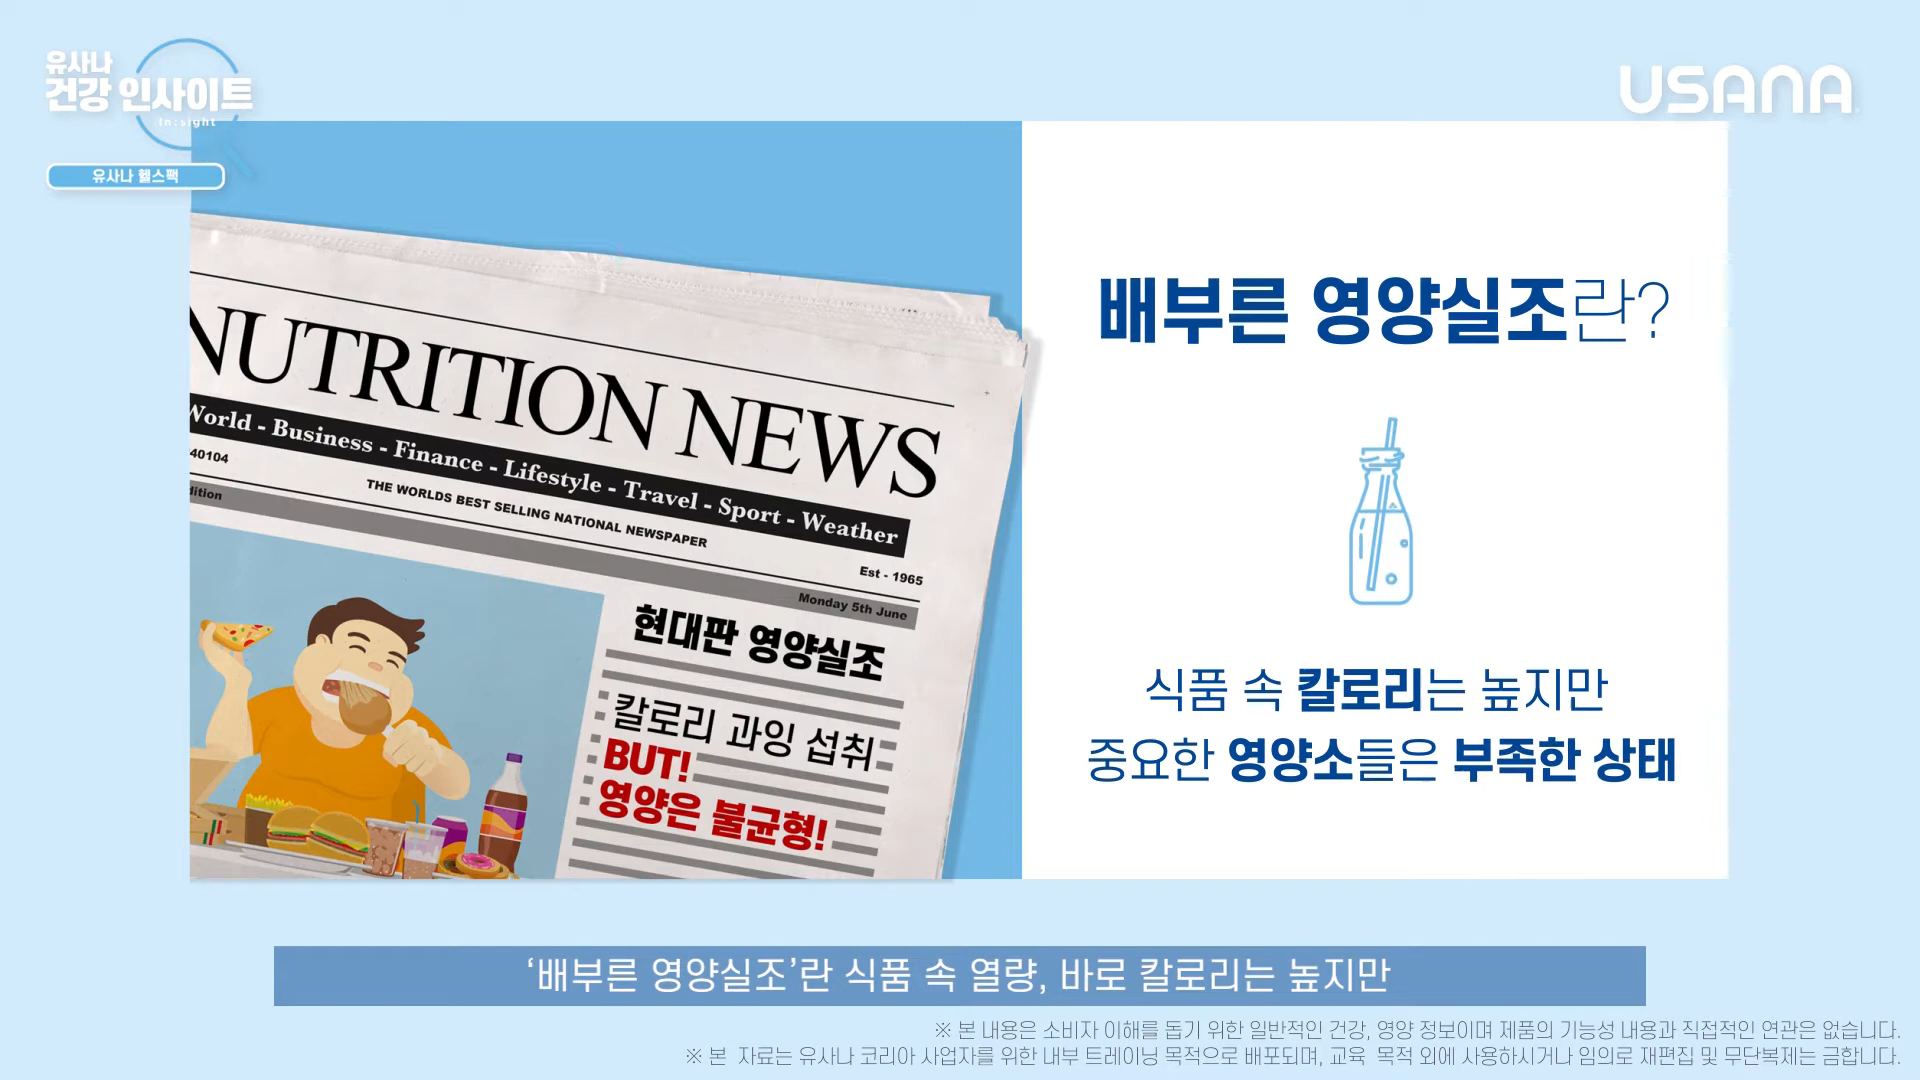 유사나
건강 인사이트
In:sight
유사나 헬스팩
USANA
NUTRITION NEWS
World - Business - Finance - Lifestyle - Travel - Sport - Weather
40104
THE WORLDS BEST SELLING NATIONAL NEWSPAPER
Est - 1965
Monday 5th June
현대판 영양실조
칼로리 과잉 섭취
BUT!
영양은 불균형!
배부른 영양실조란?
식품 속 칼로리는 높지만
중요한 영양소들은 부족한 상태
‘배부른 영양실조’란 식품 속 열량, 바로 칼로리는 높지만
※ 본 내용은 소비자 이해를 돕기 위한 일반적인 건강, 영양 정보이며 제품의 기능성 내용과 직접적인 연관은 없습니다.
※ 본 자료는 유사나 코리아 사업자를 위한 내부 트레이닝 목적으로 배포되며, 교육 목적 외에 사용하시거나 임의로 재편집 및 무단복제는 금합니다.